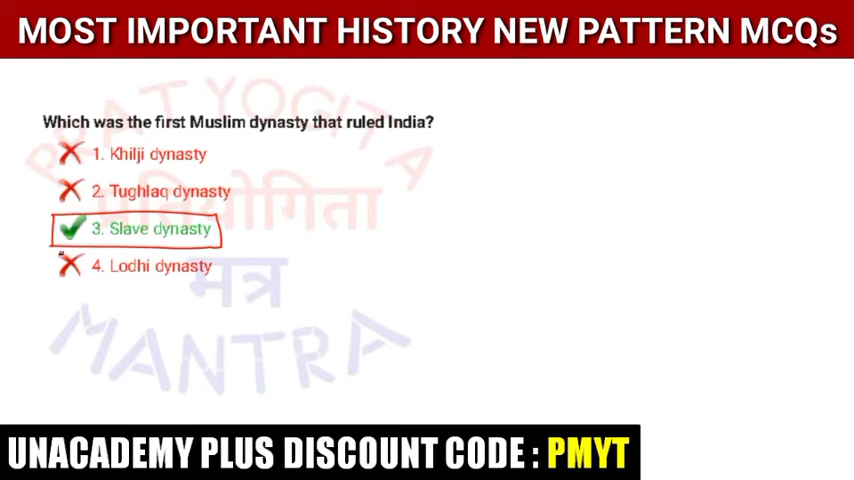 MOST IMPORTANT HISTORY NEW PATTERN MCQs
PRATYOGITA
Which was the first Muslim dynasty that ruled India?
1. Khilji dynasty
2. Tughlaq dynasty
प्रतियोगिता
3. Slave dynasty
4. Lodhi dynasty
मंत्र
MANTRA
UNACADEMY PLUS DISCOUNT CODE : PMYT